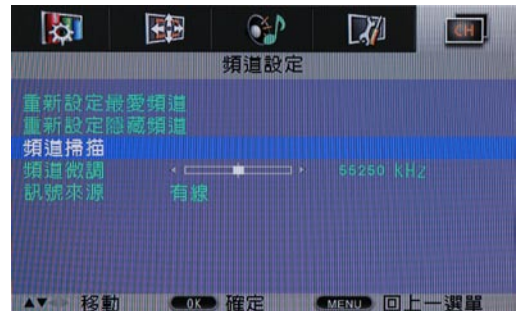 CH
頻道設定
重新設定最愛頻道
重新設定隱藏頻道
頻道掃描
頻道微調 55250 kHz
訊號來源 有線
移動 OK 確定 MENU 回上一選單